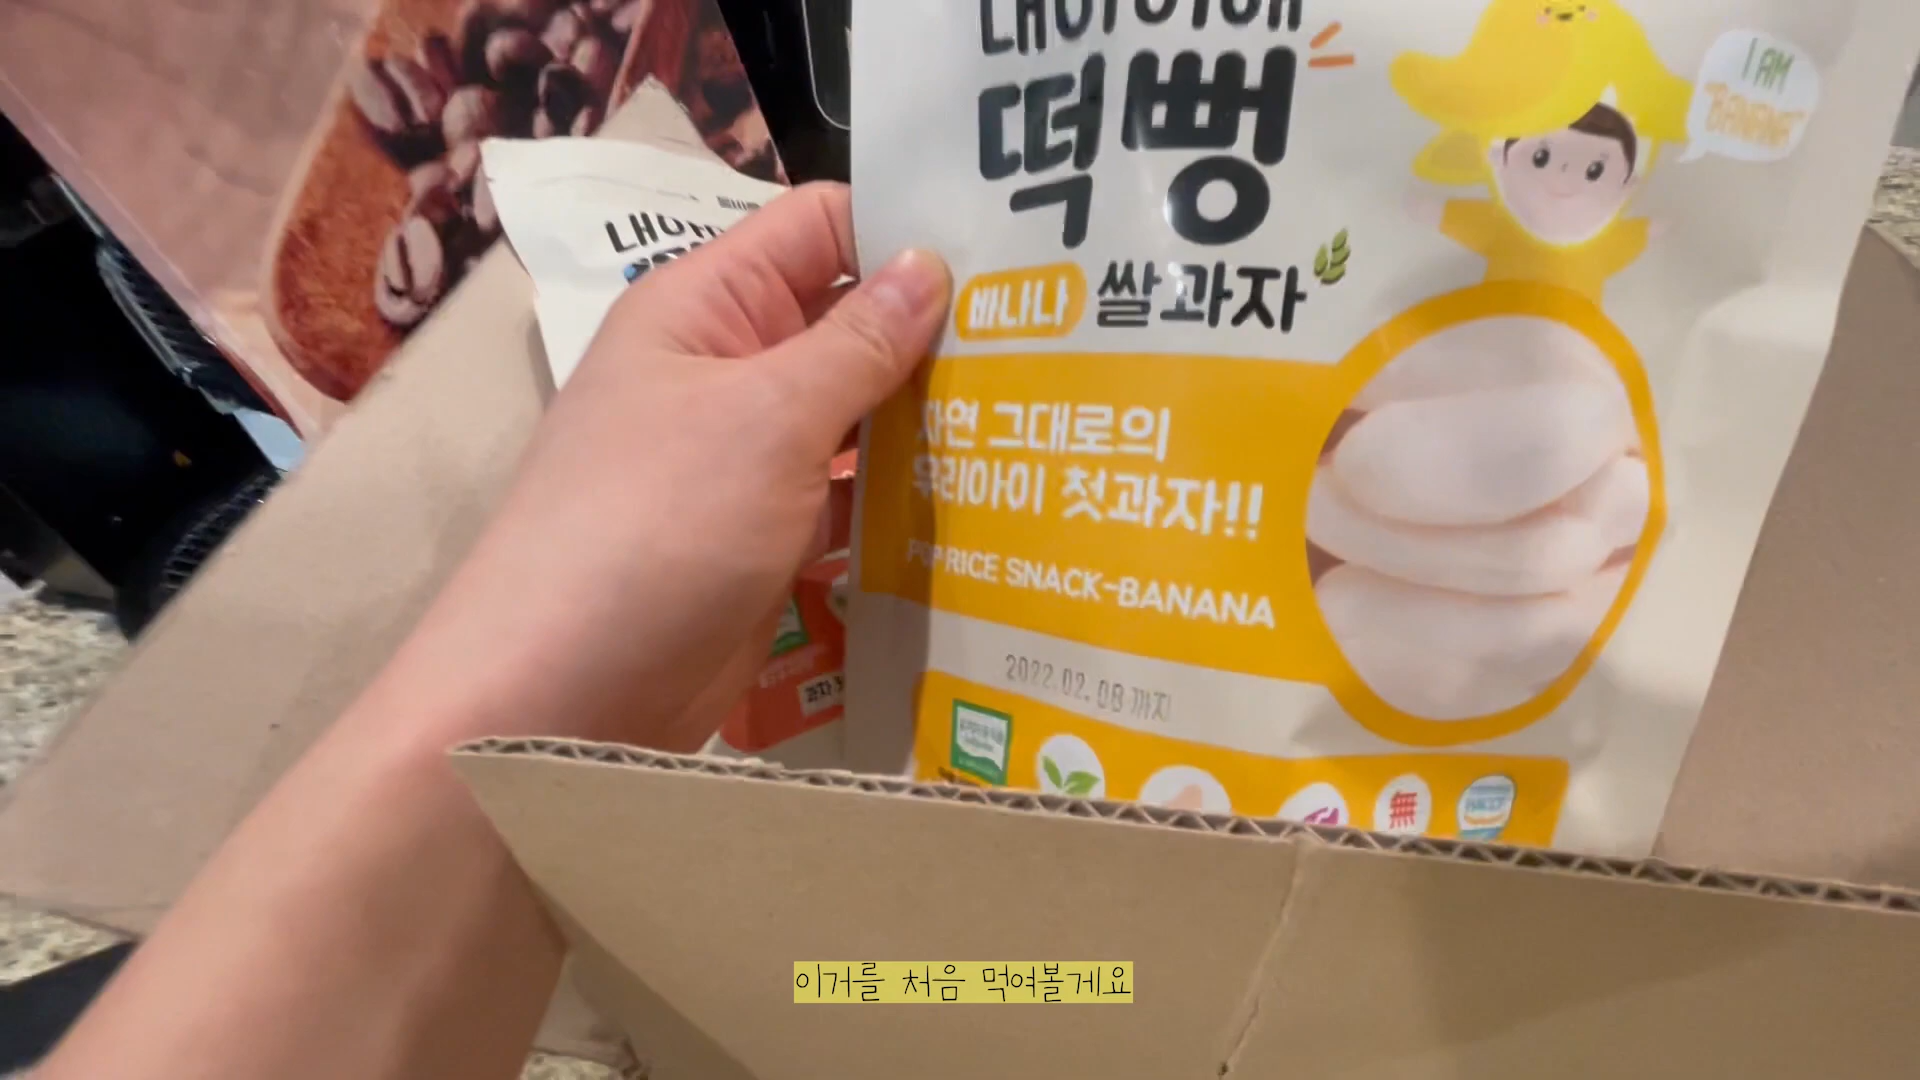 떡뻥
I AM
"BANANA"
바나나 쌀과자
자연 그대로의
우리아이 첫과자!!
POP RICE SNACK-BANANA
2022.02.08 까지
無
HACCP
이거를 처음 먹여볼게요